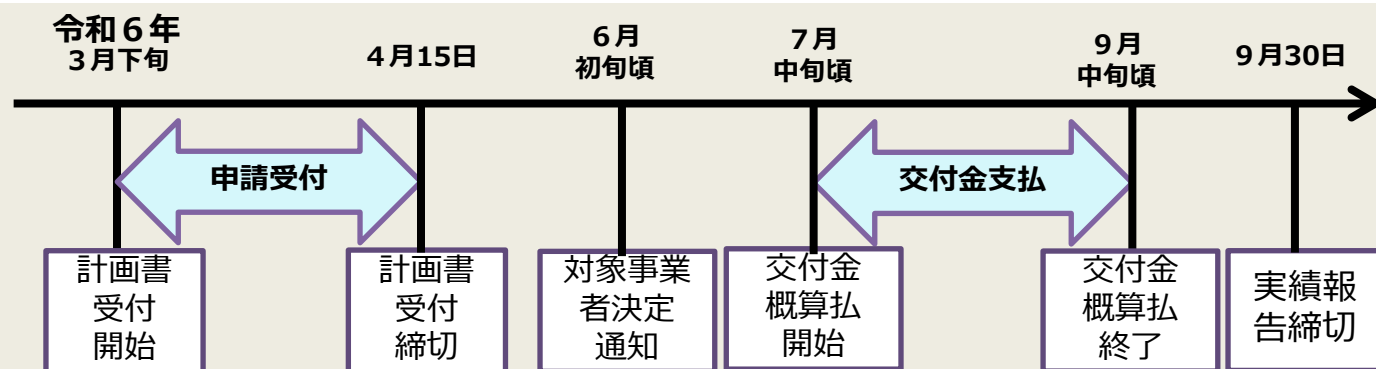 令和６年
３月下旬
４月15日
６月
初旬頃
７月
中旬頃
９月
中旬頃
９月30日
申請受付
交付金支払
計画書
受付
開始
計画書
受付
締切
対象事業
者決定
通知
交付金
概算払
開始
交付金
概算払
終了
実績報
告締切